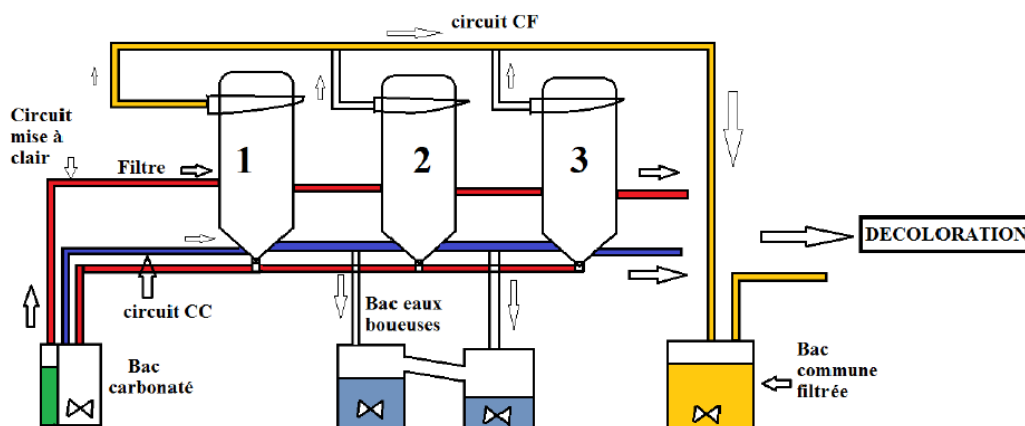 circuit CF
Circuit
mise à
clair
Filtre
1
2
3
DECOLORATION
circuit CC
Bac eaux
boueuses
Bac
carbonaté
Bac
commune
filtrée